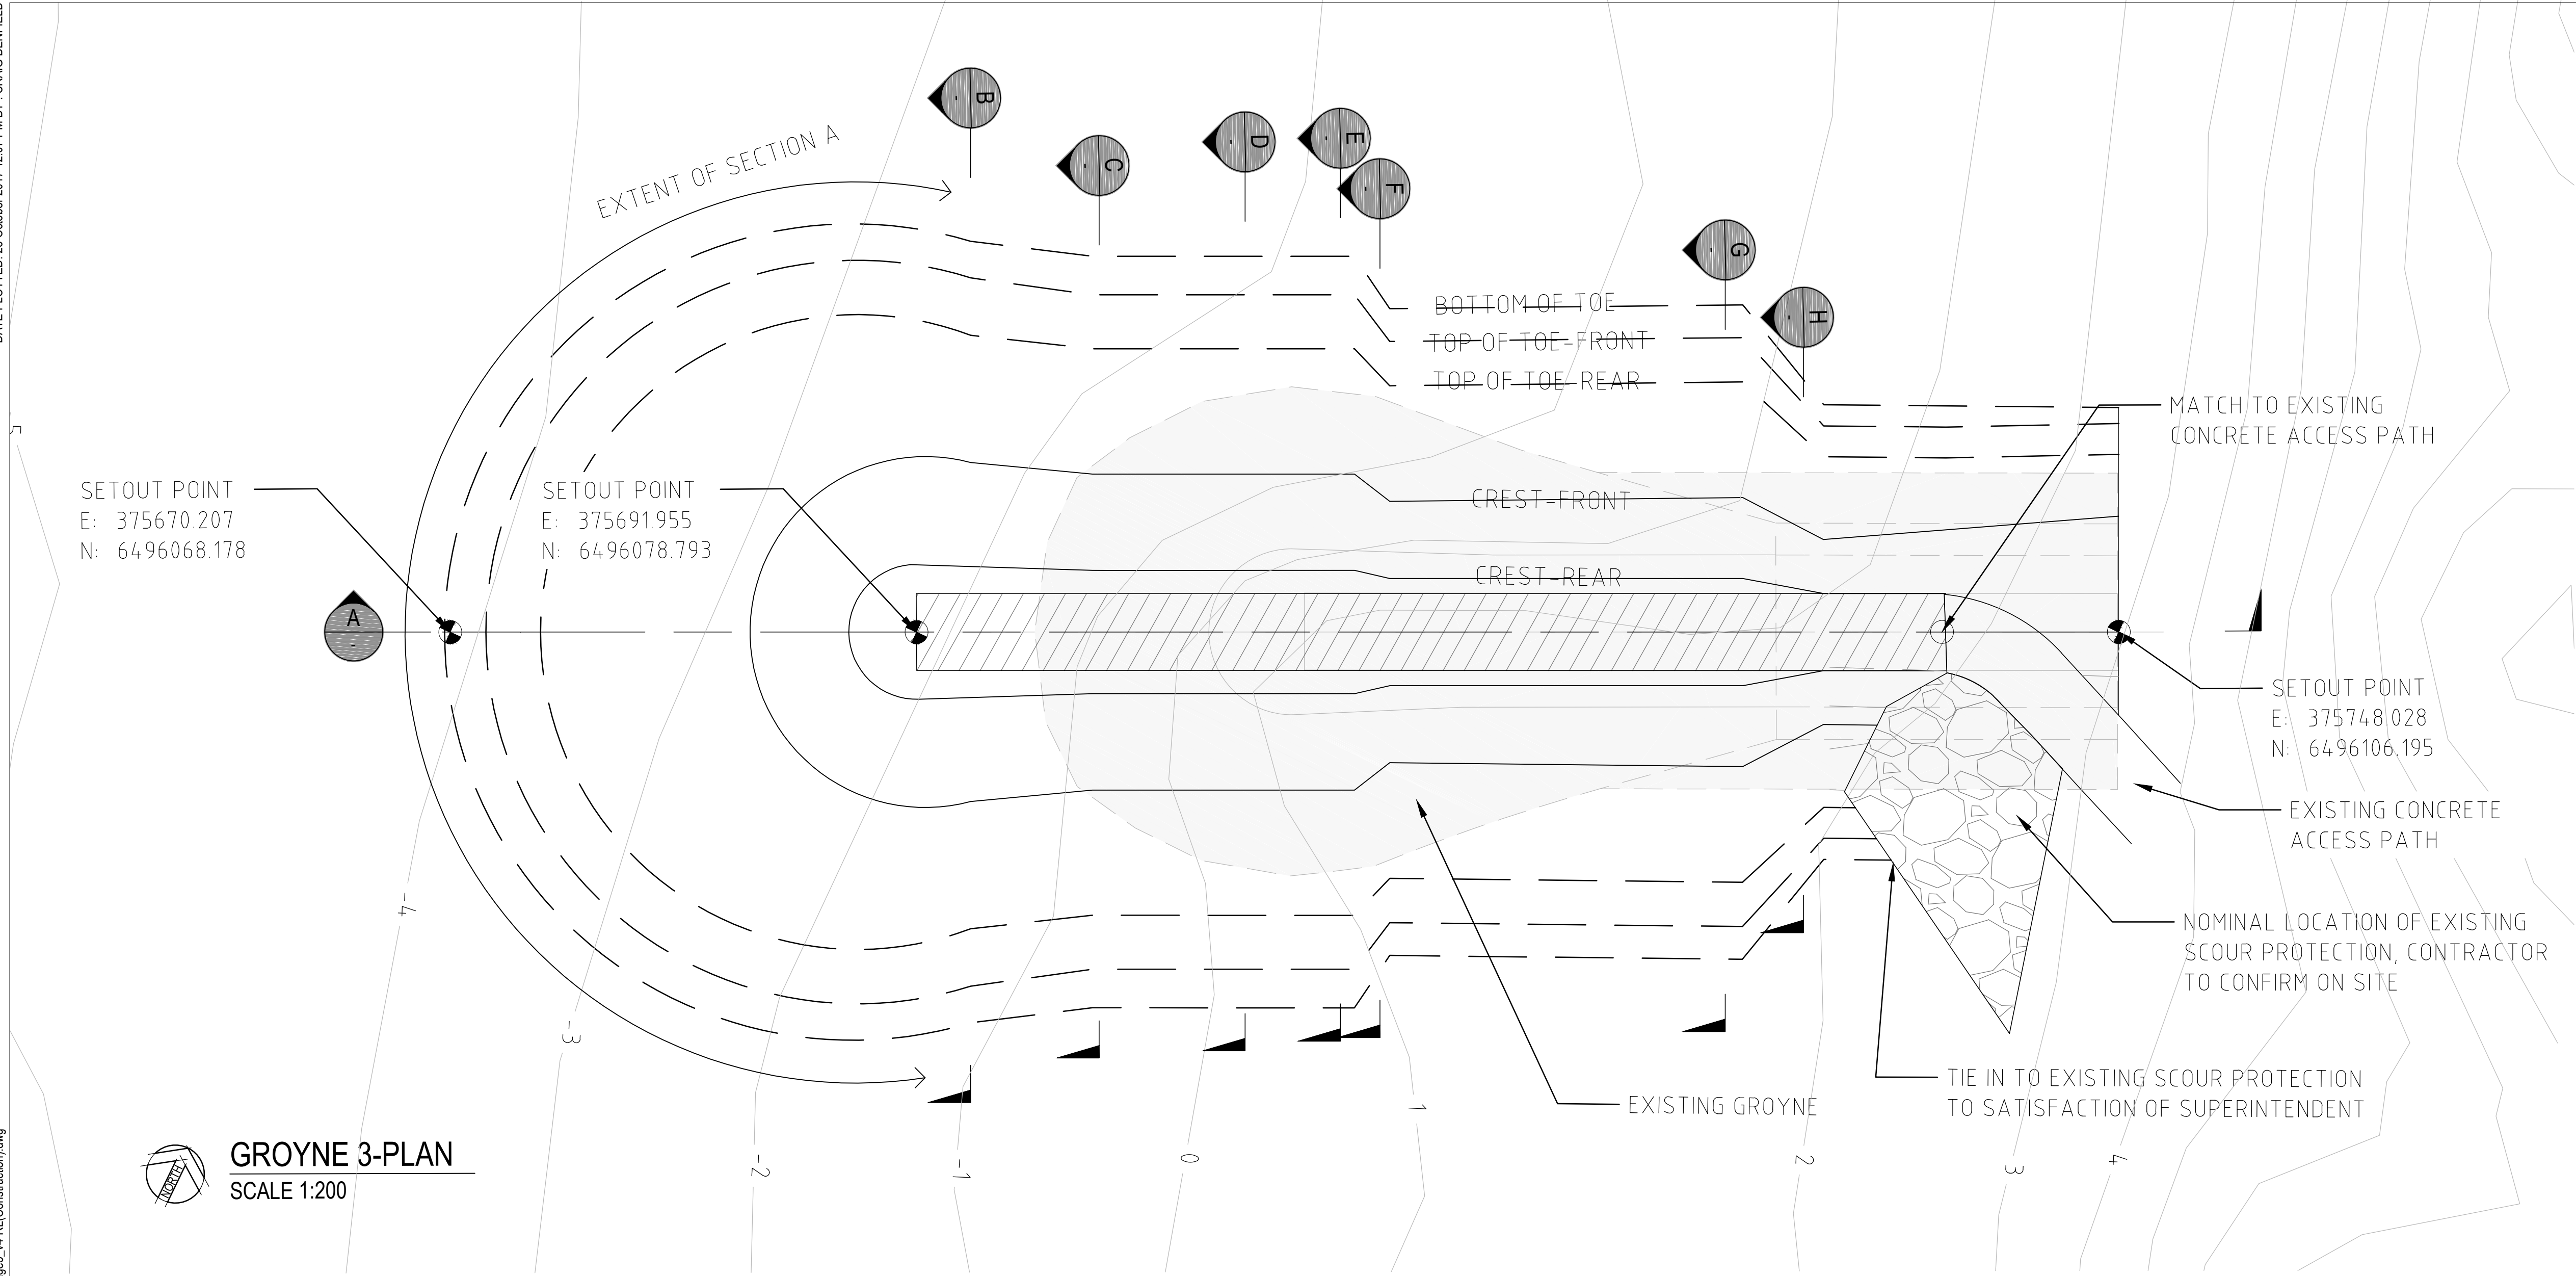 B
C
D
E
F
G
H
EXTENT OF SECTION A
BOTTOM OF TOE
TOP OF TOE-FRONT
TOP OF TOE-REAR
MATCH TO EXISTING
CONCRETE ACCESS PATH
5
SETOUT POINT
E: 375670.207
N: 6496068.178
SETOUT POINT
E: 375691.955
N: 6496078.793
CREST-FRONT
CREST-REAR
A
-
SETOUT POINT
E: 375748.028
N: 6496106.195
EXISTING CONCRETE
ACCESS PATH
NOMINAL LOCATION OF EXISTING
SCOUR PROTECTION, CONTRACTOR
TO CONFIRM ON SITE
TIE IN TO EXISTING SCOUR PROTECTION
TO SATISFACTION OF SUPERINTENDENT
EXISTING GROYNE
-4
-3
-2
-1
0
1
2
3
4
NORTH
GROYNE 3-PLAN
SCALE 1:200